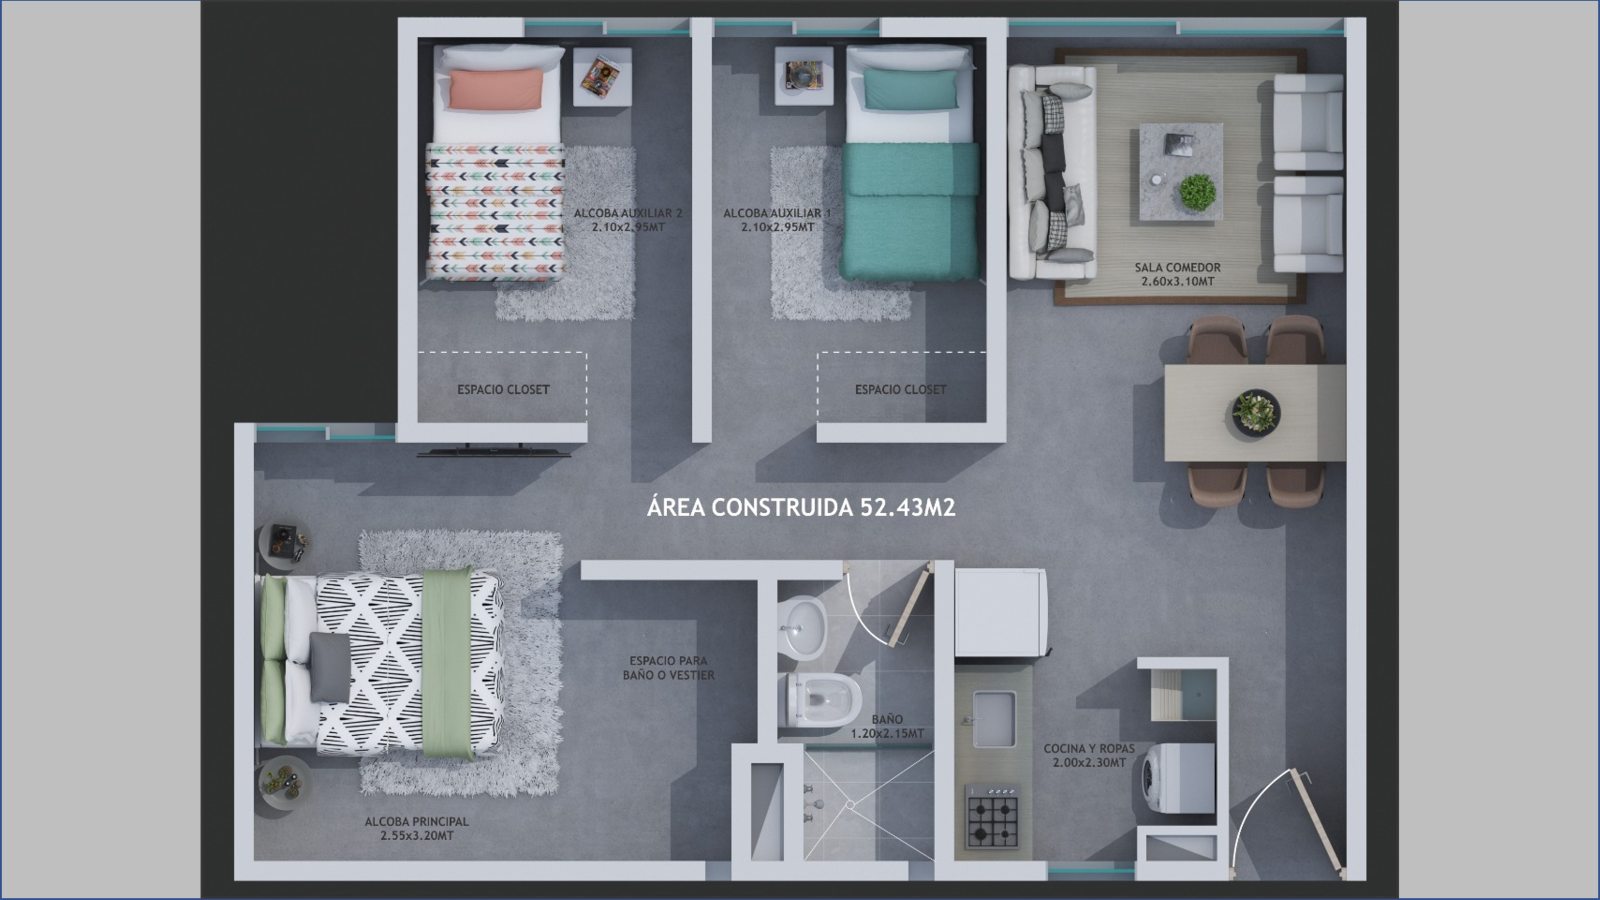 ALCOBA AUXILIAR 2
2.10x2.95MT
ALCOBA AUXILIAR 1
2.10x2.95MT
SALA COMEDOR
2.60x3.10MT
ESPACIO CLOSET
ESPACIO CLOSET
ÁREA CONSTRUIDA 52.43M2
ESPACIO PARA
BAÑO O VESTIER
BAÑO
1.20x2.15MT
COCINA Y ROPAS
2.00x2.30MT
ALCOBA PRINCIPAL
2.55x3.20MT